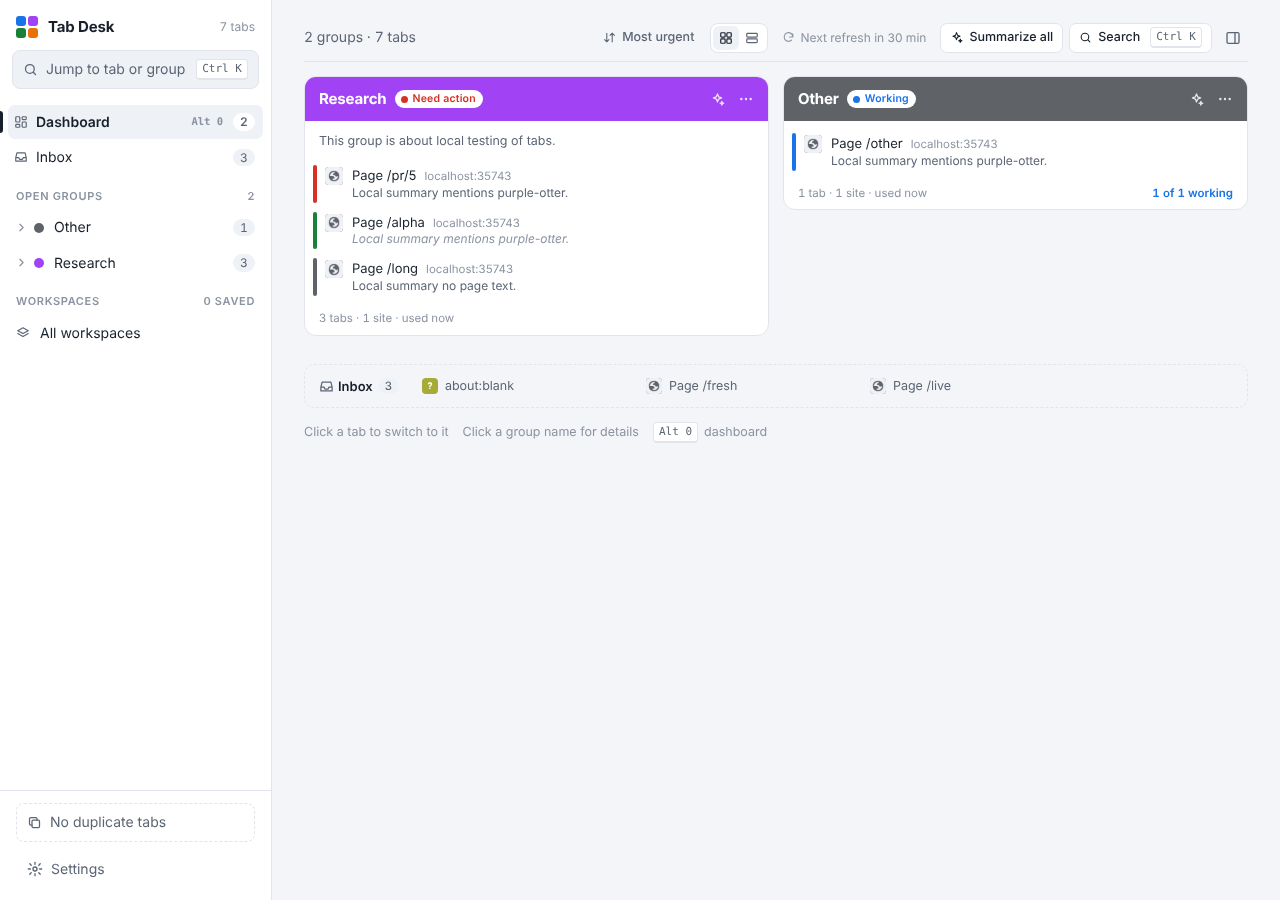 Tab Desk 7 tabs
Jump to tab or group Ctrl K
Dashboard Alt 0 2
Inbox 3
OPEN GROUPS 2
Other 1
Research 3
WORKSPACES 0 SAVED
All workspaces
No duplicate tabs
Settings
2 groups · 7 tabs
Most urgent
Next refresh in 30 min
Summarize all
Search Ctrl K
Research Need action
This group is about local testing of tabs.
Page /pr/5 localhost:35743
Local summary mentions purple-otter.
Page /alpha localhost:35743
Local summary mentions purple-otter.
Page /long localhost:35743
Local summary no page text.
3 tabs · 1 site · used now
Other Working
Page /other localhost:35743
Local summary mentions purple-otter.
1 tab · 1 site · used now 1 of 1 working
Inbox 3 ? about:blank Page /fresh Page /live
Click a tab to switch to it Click a group name for details Alt 0 dashboard